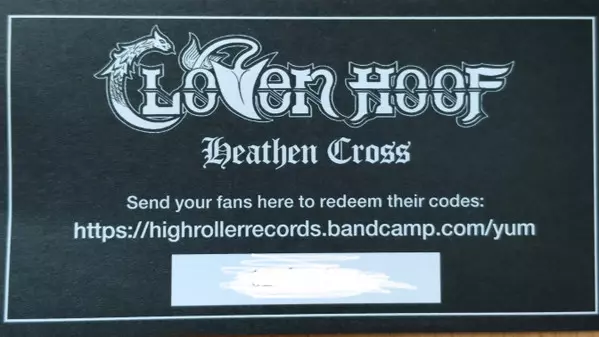 Cloven Hoof
Heathen Cross
Send your fans here to redeem their codes:
https://highrollerrecords.bandcamp.com/yum